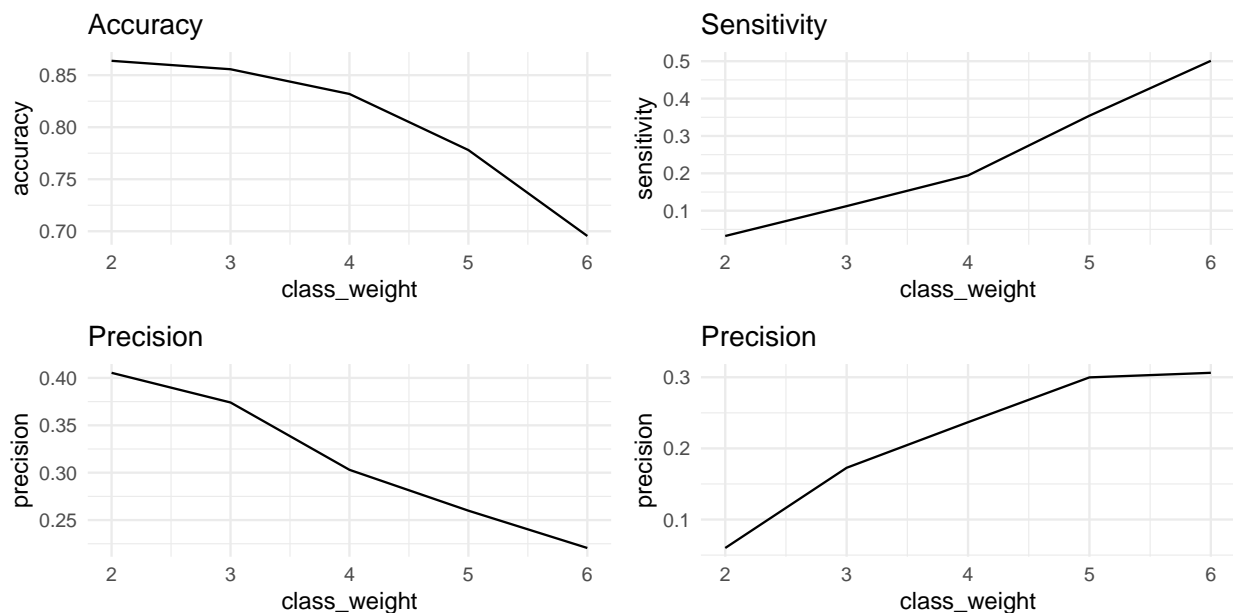 Accuracy
accuracy
0.85
0.80
0.75
0.70
2 3 4 5 6
class_weight
Sensitivity
sensitivity
0.5
0.4
0.3
0.2
0.1
2 3 4 5 6
class_weight
Precision
precision
0.40
0.35
0.30
0.25
2 3 4 5 6
class_weight
Precision
precision
0.3
0.2
0.1
2 3 4 5 6
class_weight